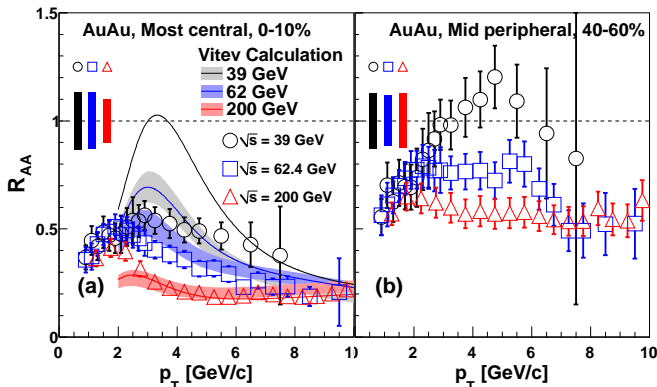 AuAu, Most central, 0-10%
Vitev Calculation
39 GeV
62 GeV
200 GeV
√s = 39 GeV
√s = 62.4 GeV
√s = 200 GeV
(a)
R_AA
1.5
1
0.5
0
0 2 4 6 8 10
p_T [GeV/c]
AuAu, Mid peripheral, 40-60%
(b)
2 4 6 8 10
p_T [GeV/c]